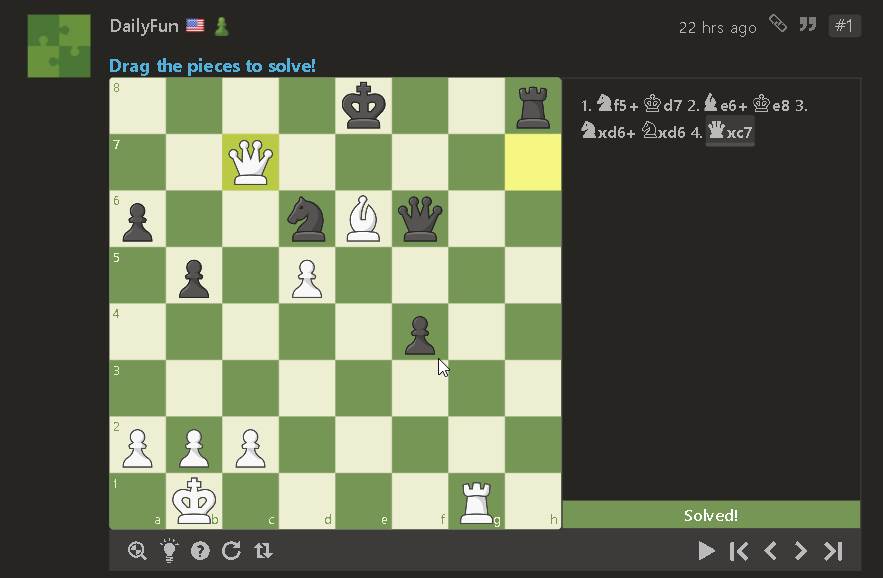 DailyFun
22 hrs ago
#1
Drag the pieces to solve!
8
7
6
5
4
3
2
1
a b c d e f g h
1. ♞f5+ ♔d7 2. ♝e6+ ♔e8 3.
♞xd6+ ♘xd6 4. ♛xc7
Solved!